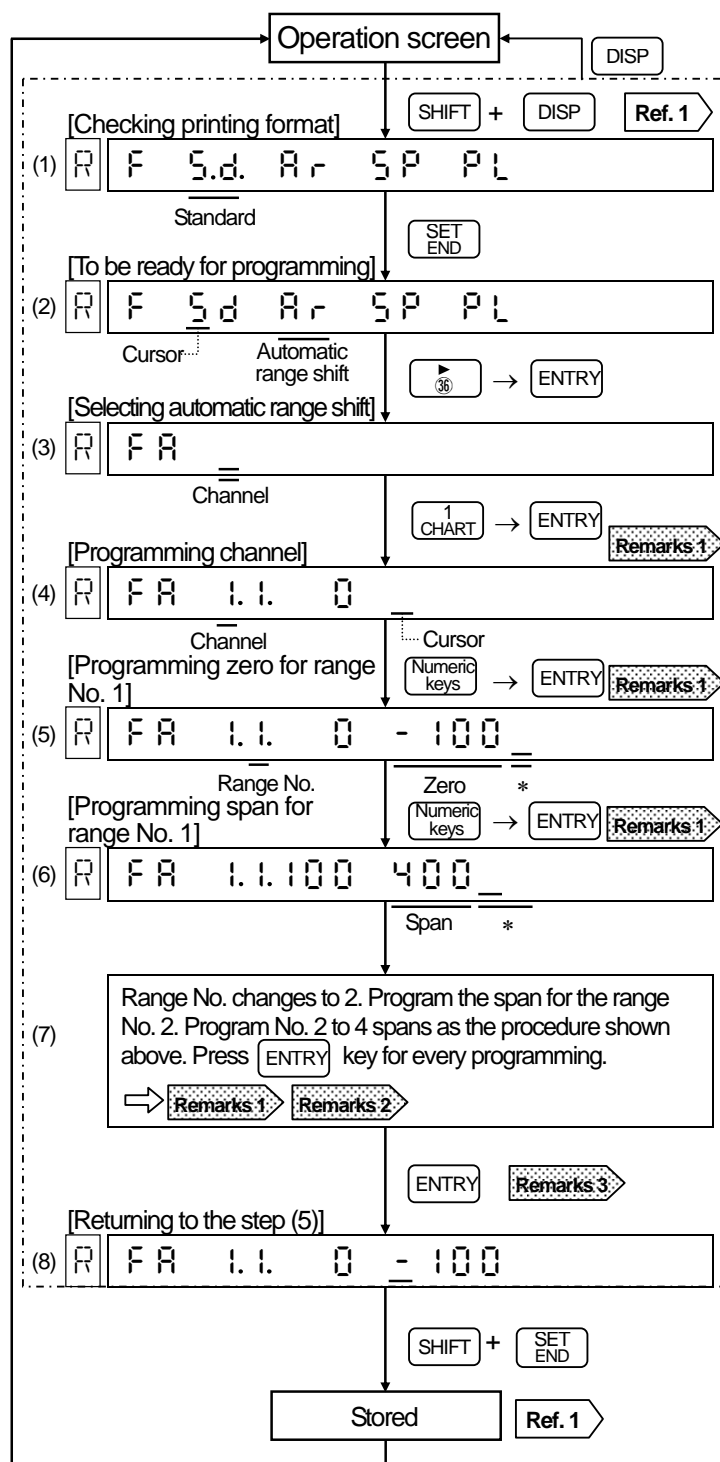 Operation screen
DISP
SHIFT + DISP Ref. 1
[Checking printing format]
(1) R F S.d. Ar SP PL
Standard
SET
END
[To be ready for programming]
(2) R F Sd Ar SP PL
Cursor
Automatic
range shift
▶
㊱ → ENTRY
[Selecting automatic range shift]
(3) R FA
Channel
1
CHART → ENTRY
Remarks 1
[Programming channel]
(4) R FA 1.1. 0
Channel
Cursor
[Programming zero for range
No. 1]
Numeric
keys → ENTRY Remarks 1
(5) R FA 1.1. 0 -100
Range No.
Zero *
[Programming span for
range No. 1]
Numeric
keys → ENTRY Remarks 1
(6) R FA 1.1.100 400
Span *
(7)
Range No. changes to 2. Program the span for the range
No. 2. Program No. 2 to 4 spans as the procedure shown
above. Press ENTRY key for every programming.
Remarks 1 Remarks 2
ENTRY Remarks 3
[Returning to the step (5)]
(8) R FA 1.1. 0 -100
SHIFT + SET
END
Stored Ref. 1